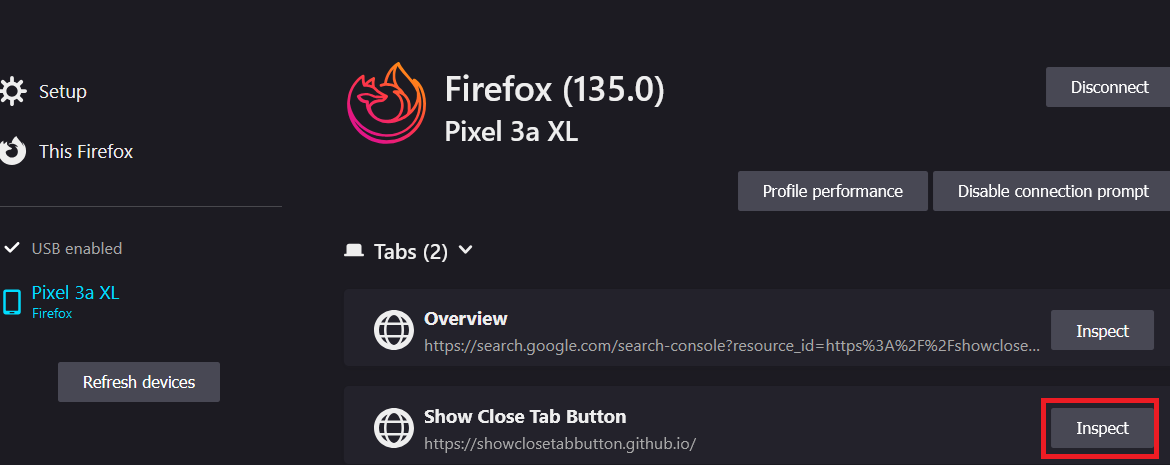 Setup
This Firefox
USB enabled
Pixel 3a XL
Firefox
Refresh devices
Firefox (135.0)
Pixel 3a XL
Disconnect
Profile performance
Disable connection prompt
Tabs (2)
Overview
https://search.google.com/search-console?resource_id=https%3A%2F%2Fshowclose...
Inspect
Show Close Tab Button
https://showclosetabbutton.github.io/
Inspect